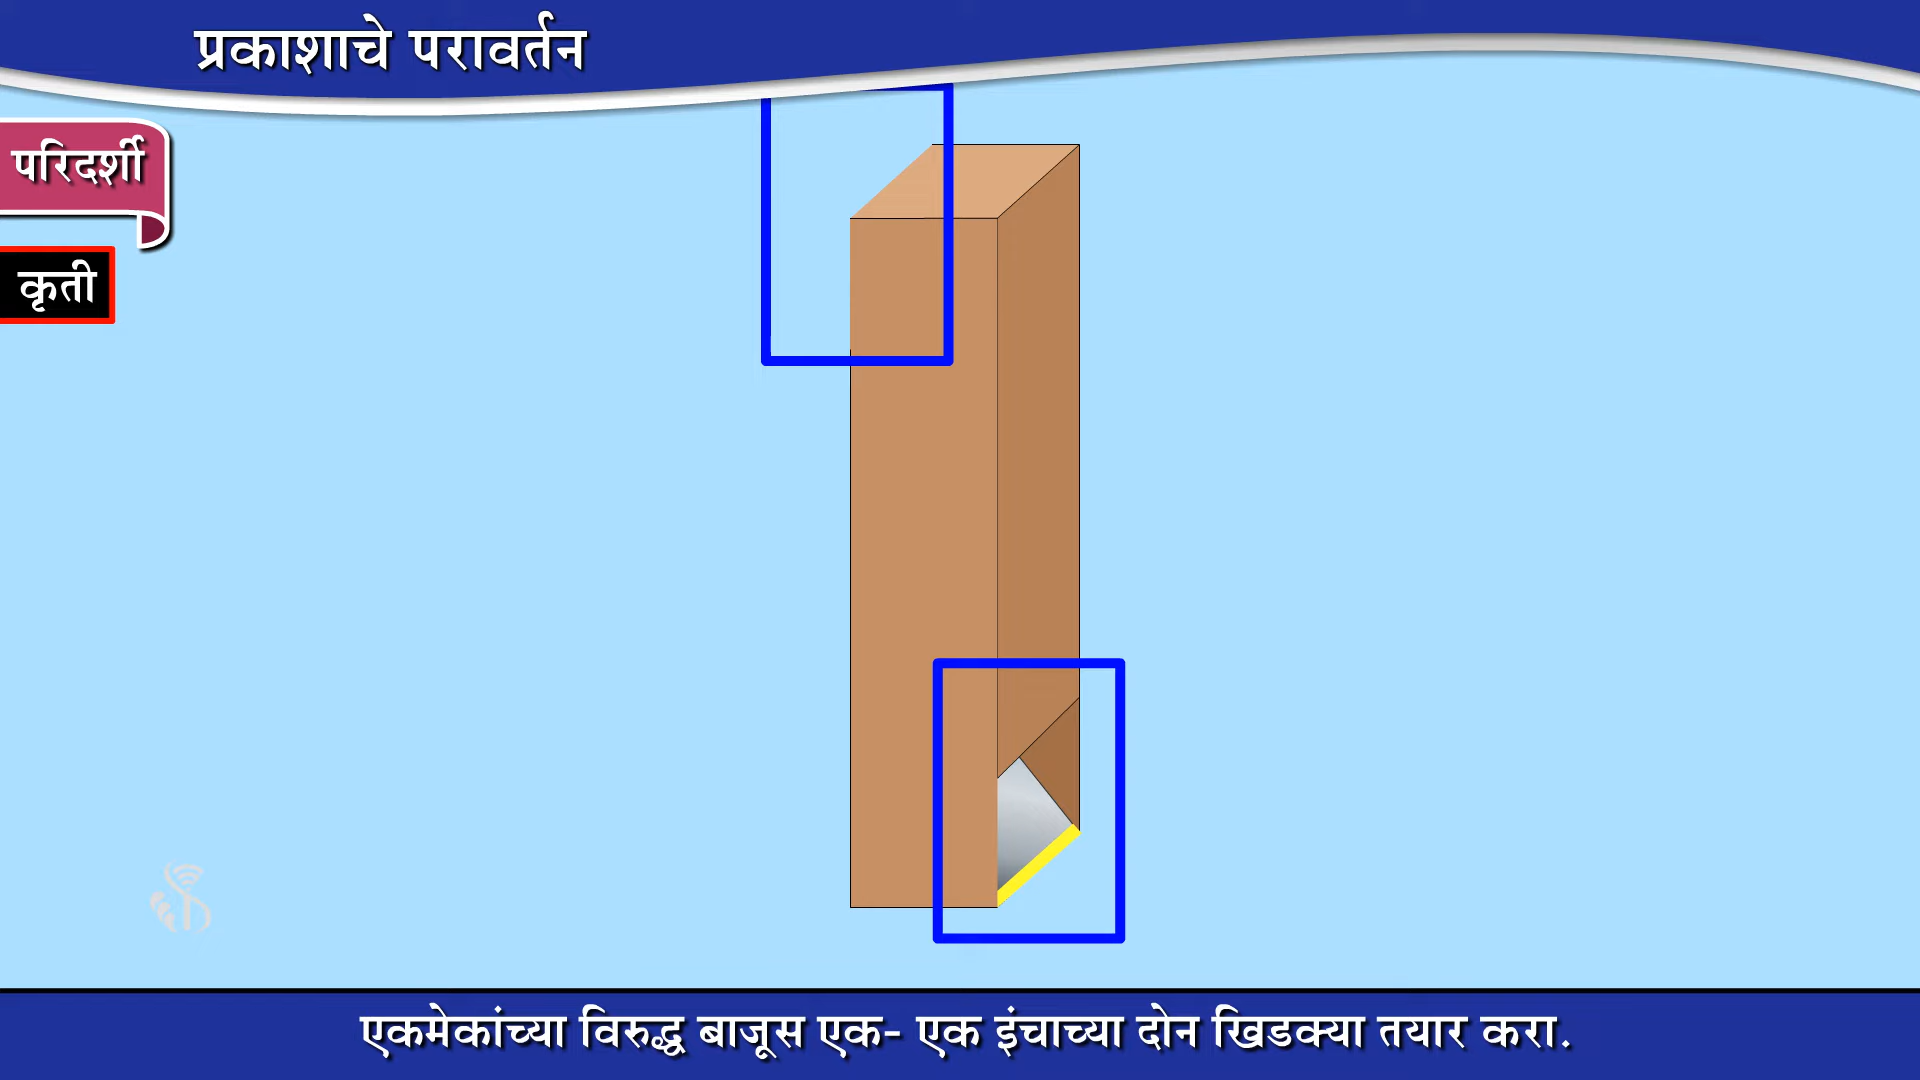 प्रकाशाचे परावर्तन
परिदर्शी
कृती
एकमेकांच्या विरुद्ध बाजूस एक- एक इंचाच्या दोन खिडक्या तयार करा.